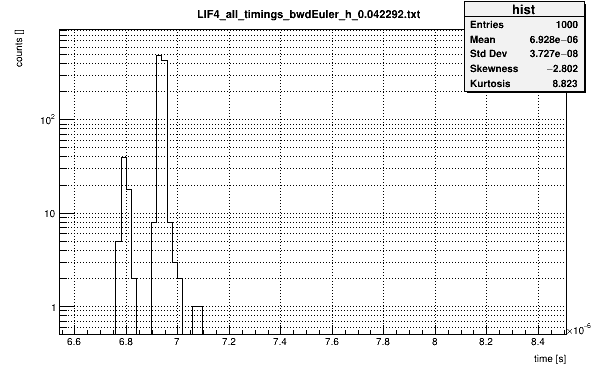 LIF4_all_timings_bwdEuler_h_0.042292.txt
hist
Entries 1000
Mean 6.928e−06
Std Dev 3.727e−08
Skewness −2.802
Kurtosis 8.823
counts []
10²
10
1
6.6 6.8 7 7.2 7.4 7.6 7.8 8 8.2 8.4
×10⁻⁶
time [s]